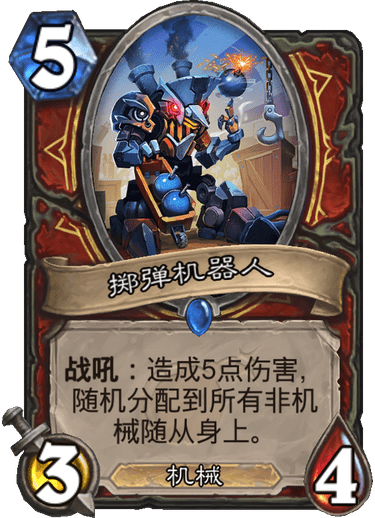 5
掷弹机器人
战吼：造成5点伤害,
随机分配到所有非机
械随从身上。
3
机械
4